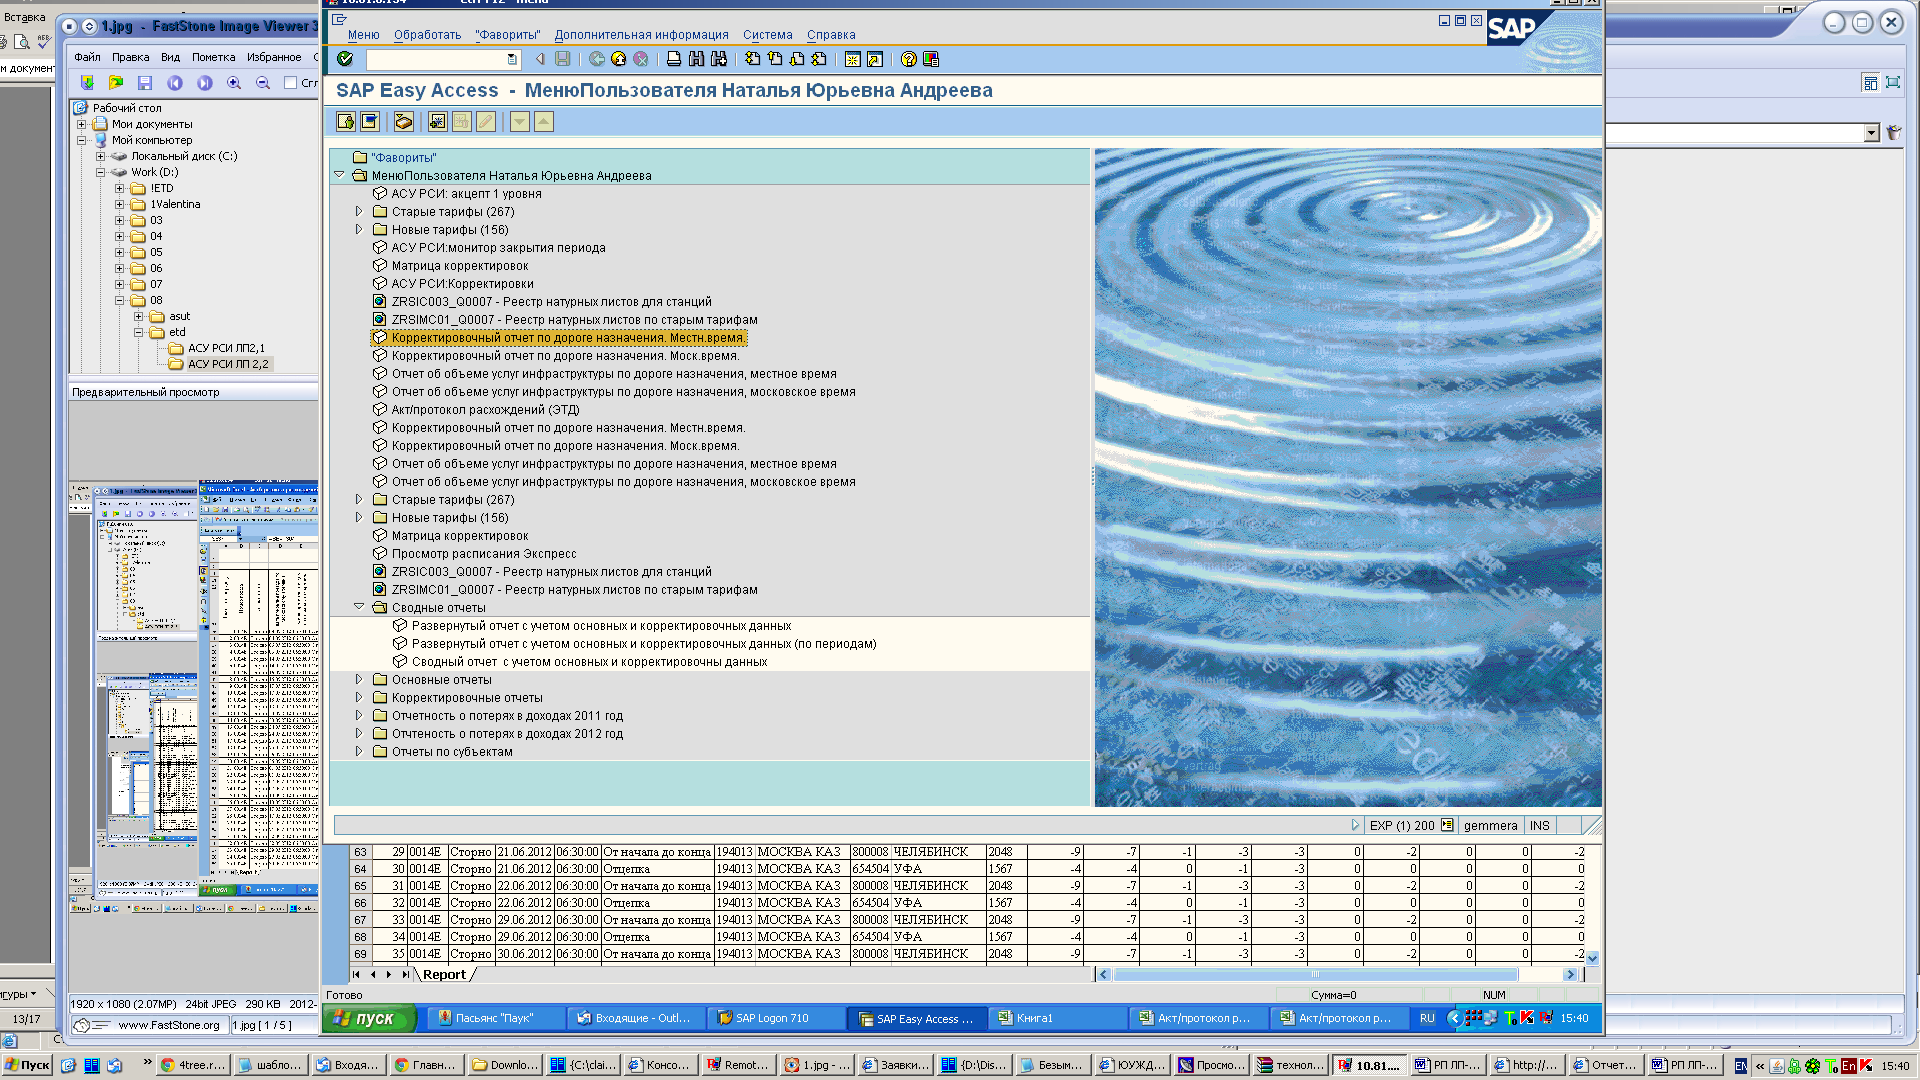 Вставка
1.jpg - FastStone Image Viewer 3
Файл Правка Вид Пометка Избранное
Рабочий стол
Мои документы
Мой компьютер
Локальный диск (C:)
Work (D:)
!ETD
1Valentina
03
04
05
06
07
08
asut
etd
АСУ РСИ ЛП2,1
АСУ РСИ ЛП 2,2
Предварительный просмотр
1920 x 1080 (2.07MP) 24bit JPEG 290 KB 2012-
www.FastStone.org 1.jpg [ 1 / 5 ]
13/17
Меню Обработать "Фавориты" Дополнительная информация Система Справка
SAP
SAP Easy Access - МенюПользователя Наталья Юрьевна Андреева
"Фавориты"
МенюПользователя Наталья Юрьевна Андреева
АСУ РСИ: акцепт 1 уровня
Старые тарифы (267)
Новые тарифы (156)
АСУ РСИ:монитор закрытия периода
Матрица корректировок
АСУ РСИ:Корректировки
ZRSIC003_Q0007 - Реестр натурных листов для станций
ZRSIMC01_Q0007 - Реестр натурных листов по старым тарифам
Корректировочный отчет по дороге назначения. Местн.время.
Корректировочный отчет по дороге назначения. Моск.время.
Отчет об объеме услуг инфраструктуры по дороге назначения, местное время
Отчет об объеме услуг инфраструктуры по дороге назначения, московское время
Акт/протокол расхождений (ЭТД)
Корректировочный отчет по дороге назначения. Местн.время.
Корректировочный отчет по дороге назначения. Моск.время.
Отчет об объеме услуг инфраструктуры по дороге назначения, местное время
Отчет об объеме услуг инфраструктуры по дороге назначения, московское время
Старые тарифы (267)
Новые тарифы (156)
Матрица корректировок
Просмотр расписания Экспресс
ZRSIC003_Q0007 - Реестр натурных листов для станций
ZRSIMC01_Q0007 - Реестр натурных листов по старым тарифам
Сводные отчеты
Развернутый отчет с учетом основных и корректировочных данных
Развернутый отчет с учетом основных и корректировочных данных (по периодам)
Сводный отчет с учетом основных и корректировочны данных
Основные отчеты
Корректировочные отчеты
Отчетность о потерях в доходах 2011 год
Отчтеность о потерях в доходах 2012 год
Отчеты по субъектам
EXP (1) 200 gemmera INS
63 29 0014Е Сторно 21.06.2012 06:30:00 От начала до конца 194013 МОСКВА КАЗ 800008 ЧЕЛЯБИНСК 2048 -9 -7 -1 -3 -3 0 -2 0 0 -2
64 30 0014Е Сторно 21.06.2012 06:30:00 Отцепка 194013 МОСКВА КАЗ 654504 УФА 1567 -4 -4 0 -1 -3 0 0 0 0 0
65 31 0014Е Сторно 22.06.2012 06:30:00 От начала до конца 194013 МОСКВА КАЗ 800008 ЧЕЛЯБИНСК 2048 -9 -7 -1 -3 -3 0 -2 0 0 -2
66 32 0014Е Сторно 22.06.2012 06:30:00 Отцепка 194013 МОСКВА КАЗ 654504 УФА 1567 -4 -4 0 -1 -3 0 0 0 0 0
67 33 0014Е Сторно 29.06.2012 06:30:00 От начала до конца 194013 МОСКВА КАЗ 800008 ЧЕЛЯБИНСК 2048 -9 -7 -1 -3 -3 0 -2 0 0 -2
68 34 0014Е Сторно 29.06.2012 06:30:00 Отцепка 194013 МОСКВА КАЗ 654504 УФА 1567 -4 -4 0 -1 -3 0 0 0 0 0
69 35 0014Е Сторно 30.06.2012 06:30:00 От начала до конца 194013 МОСКВА КАЗ 800008 ЧЕЛЯБИНСК 2048 -9 -7 -1 -3 -3 0 -2 0 0 -2
Report
Готово Сумма=0 NUM
пуск Пасьянс "Паук" Входящие - Outl... SAP Logon 710 SAP Easy Access ... Книга1 Акт/протокол р... Акт/протокол р... RU 15:40
Пуск 4tree.r... шабло... Входя... Главн... Downlo... {C:\clai... Консо... Remot... 1.jpg - ... Заявки... {D:\Dis... Безым... ЮУЖД... Просмо... технол... 10.81.... РП ЛП-... http://... Отчет... РП ЛП-... EN En 15:40